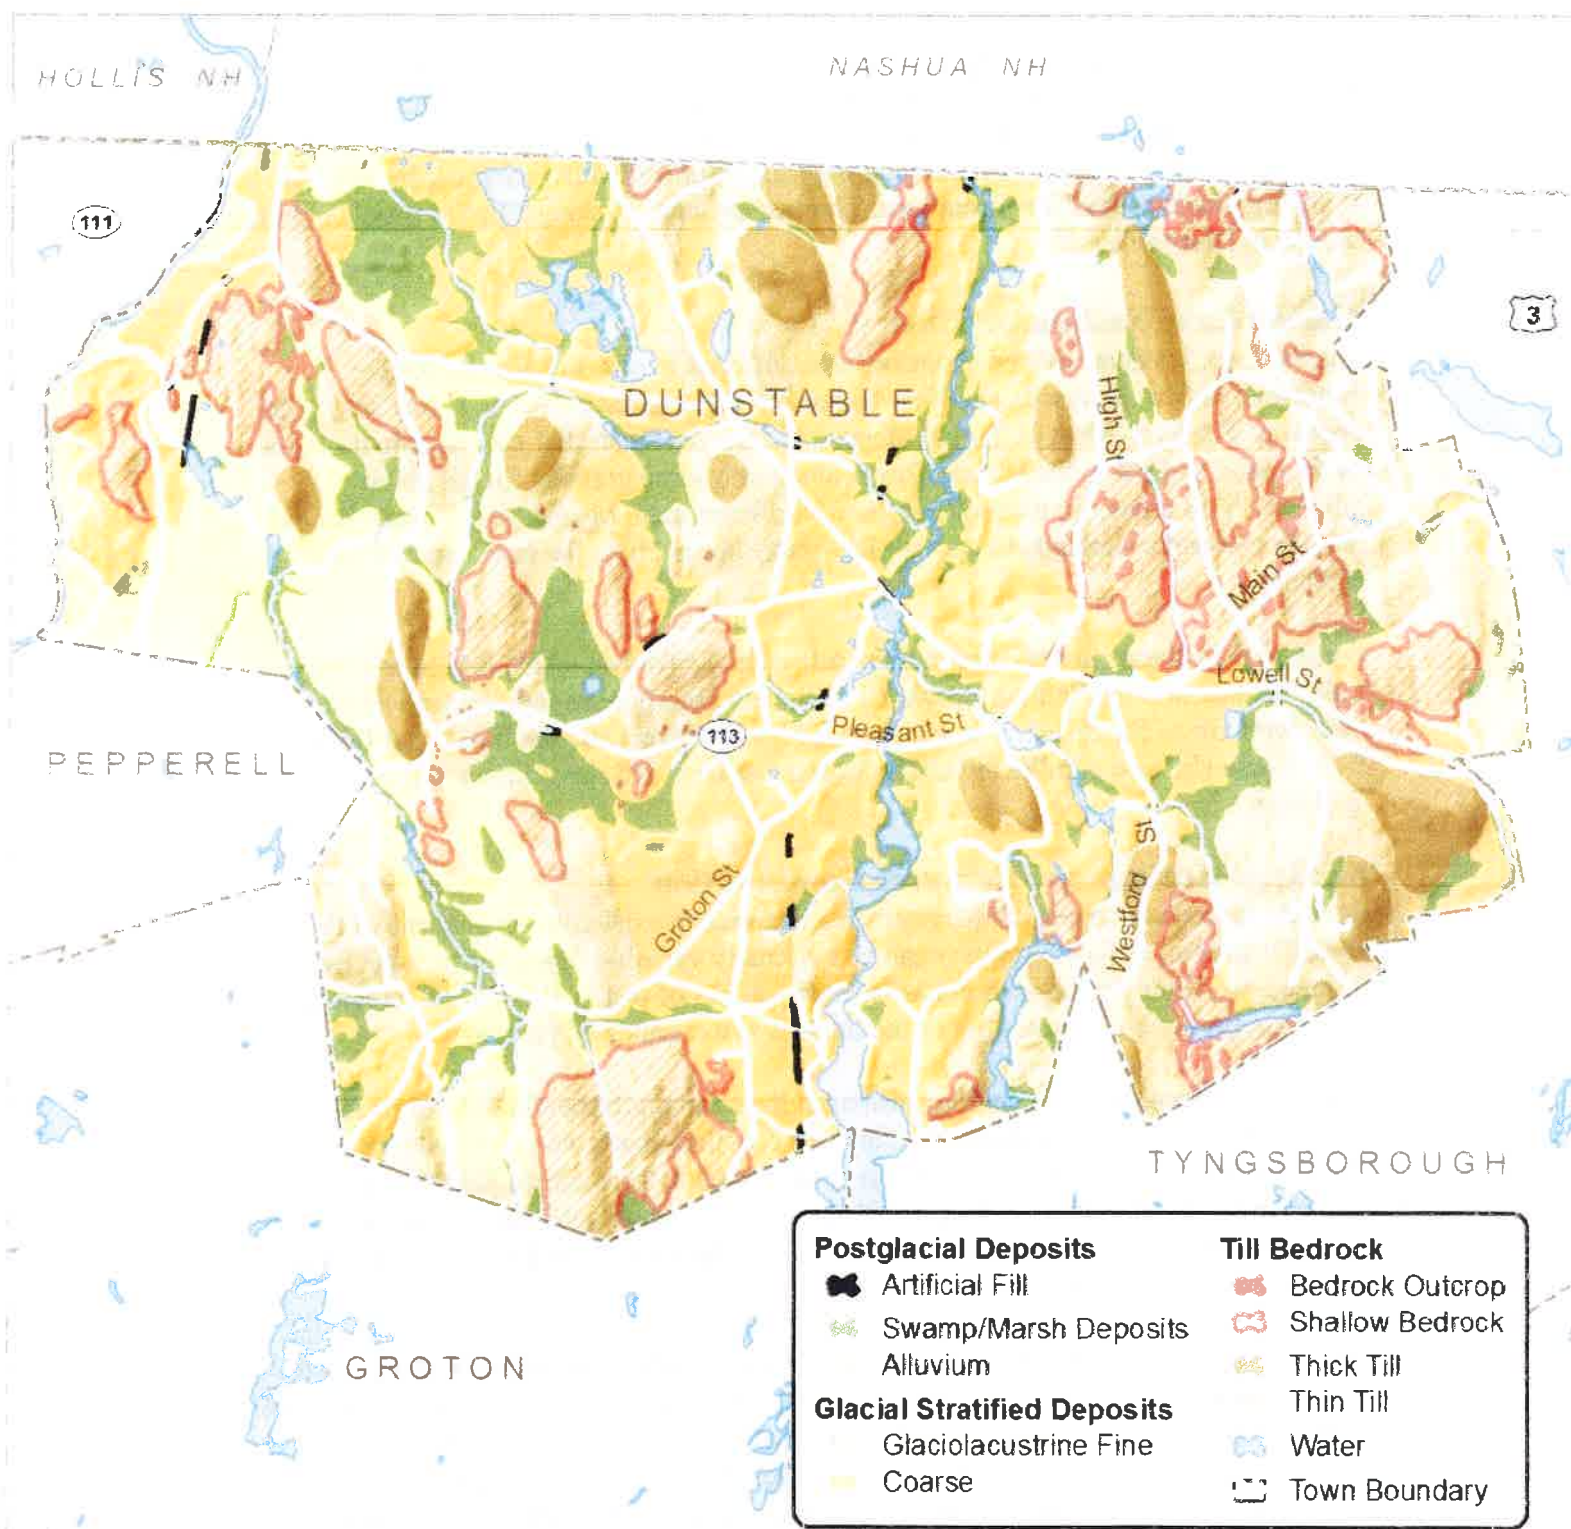 HOLLIS NH
NASHUA NH
111
3
DUNSTABLE
High St
Main St
Lowell St
113
Pleasant St
PEPPERELL
Groton St
Westford St
TYNGSBOROUGH
GROTON
Postglacial Deposits
Artificial Fill
Swamp/Marsh Deposits
Alluvium
Glacial Stratified Deposits
Glaciolacustrine Fine
Coarse
Till Bedrock
Bedrock Outcrop
Shallow Bedrock
Thick Till
Thin Till
Water
Town Boundary